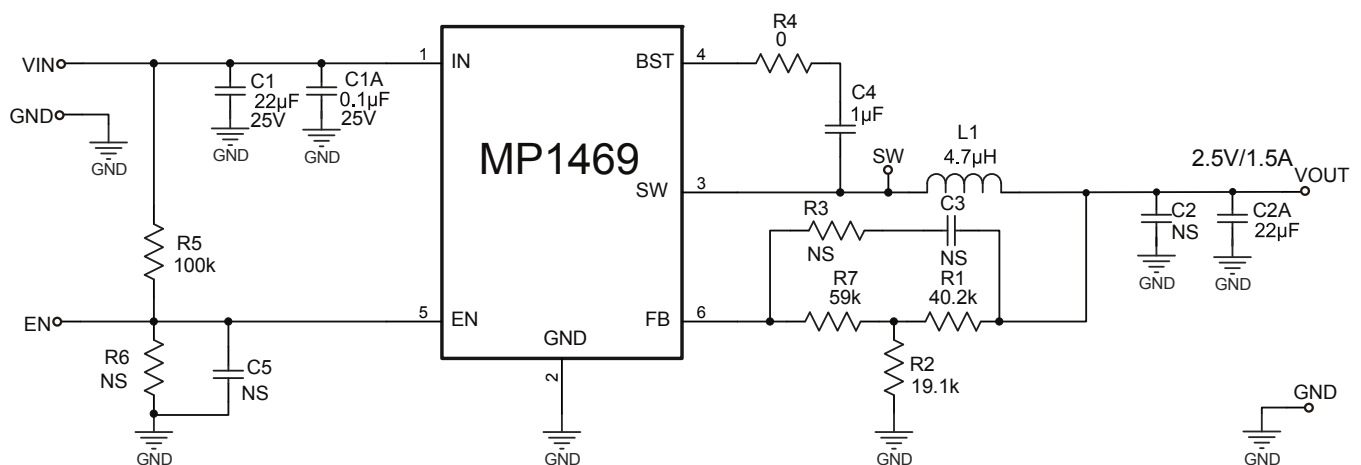 R4
0
VIN
1
IN
BST
4
C1
22µF
25V
C1A
0.1µF
25V
C4
1µF
GND
GND
GND
GND
MP1469
SW
L1
4.7µH
2.5V/1.5A
VOUT
SW
3
R3
NS
C3
NS
C2
NS
C2A
22µF
GND
GND
R5
100k
R7
59k
R1
40.2k
EN
5
EN
FB
6
GND
2
R6
NS
C5
NS
R2
19.1k
GND
GND
GND
GND
GND